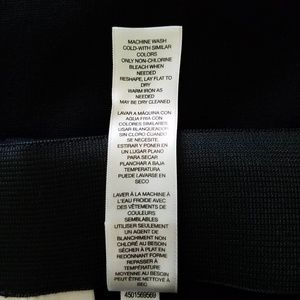 MACHINE WASH
COLD-WITH SIMILAR
COLORS
ONLY NON-CHLORINE
BLEACH WHEN
NEEDED
RESHAPE, LAY FLAT TO
DRY
WARM IRON AS
NEEDED
MAY BE DRY CLEANED
LAVAR A MÁQUINA CON
AGUA FRIA CON
COLORES SIMILARES
USAR BLANQUEADOR
SIN CLORO CUANDO
SE NECESITE.
ESTIRAR Y PONER EN
UN LUGAR PLANO
PARA SECAR
PLANCHAR A BAJA
TEMPERATURA
PUEDE LAVARSE EN
SECO
LAVER À LA MACHINE À
L'EAU FROIDE AVEC
DES VÊTEMENTS DE
COULEURS
SEMBLABLES
UTILISER SEULEMENT
UN AGENT DE
BLANCHIMENT NON
CHLORÉ AU BESOIN
SÉCHER À PLAT EN
REDONNANT FORME
REPASSER À
TEMPÉRATURE
MOYENNE AU BESOIN
PEUT ÊTRE NETTOYÉ À
SEC
4501569569